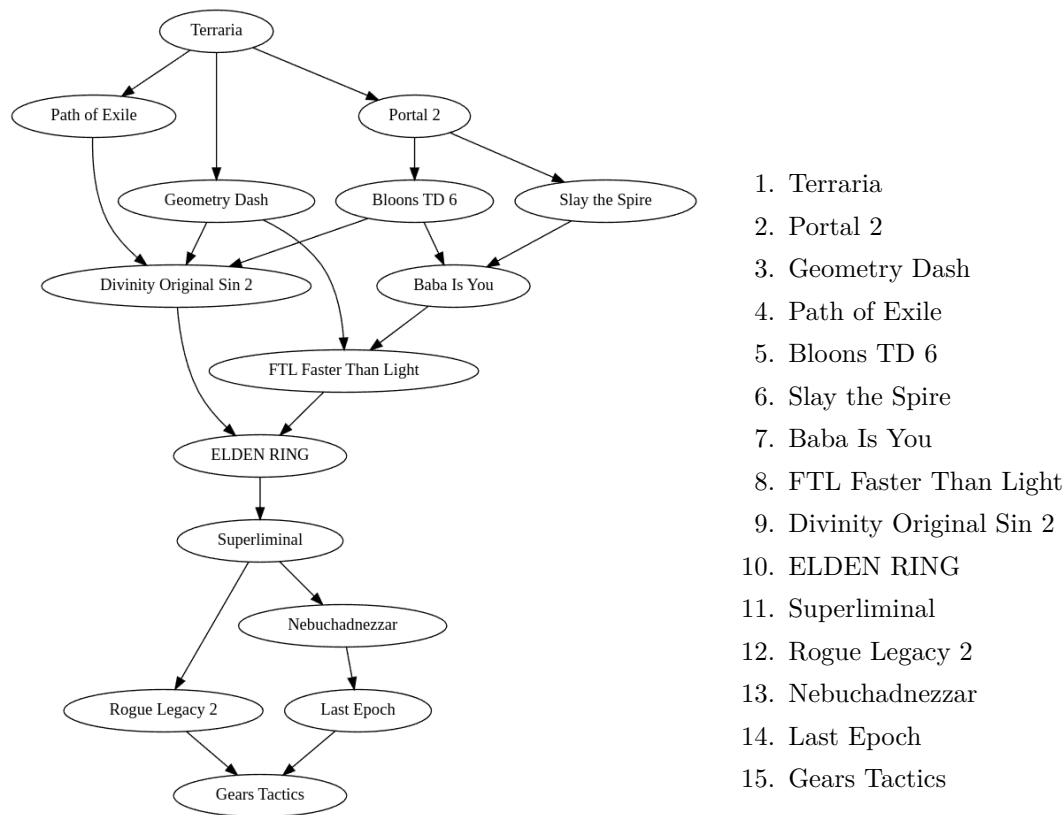 Terraria
Path of Exile
Portal 2
Geometry Dash
Bloons TD 6
Slay the Spire
Divinity Original Sin 2
Baba Is You
FTL Faster Than Light
ELDEN RING
Superliminal
Nebuchadnezzar
Rogue Legacy 2
Last Epoch
Gears Tactics
1. Terraria
2. Portal 2
3. Geometry Dash
4. Path of Exile
5. Bloons TD 6
6. Slay the Spire
7. Baba Is You
8. FTL Faster Than Light
9. Divinity Original Sin 2
10. ELDEN RING
11. Superliminal
12. Rogue Legacy 2
13. Nebuchadnezzar
14. Last Epoch
15. Gears Tactics